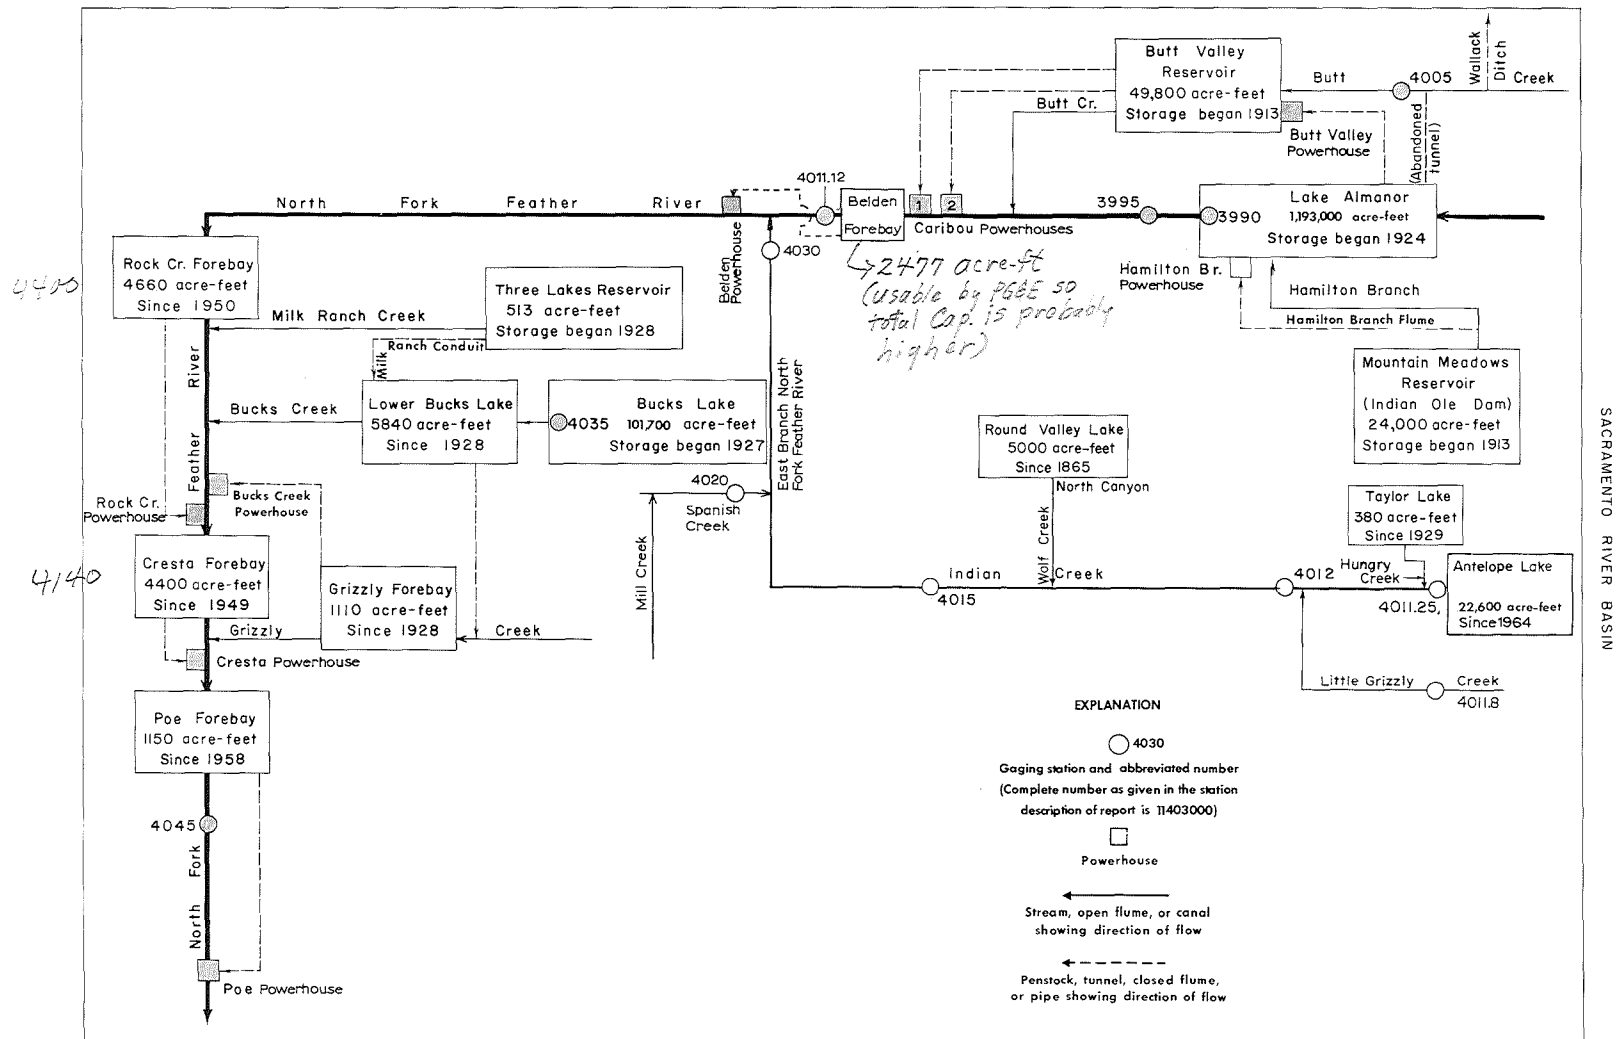 Wallack
Ditch
Butt
4005
Creek
Butt Valley
Reservoir
49,800 acre-feet
Storage began 1913
Butt Cr.
Butt Valley
Powerhouse
(Abandoned
tunnel)
4011.12
Belden
Forebay
1
2
3995
3990
Lake Almanor
1,193,000 acre-feet
Storage began 1924
North Fork Feather River
Caribou Powerhouses
Belden
Powerhouse
4030
2477 acre-ft
(usable by PG&E so
total Cap. is probably
higher)
Hamilton Br.
Powerhouse
Hamilton Branch
Hamilton Branch Flume
4400
Rock Cr. Forebay
4660 acre-feet
Since 1950
Three Lakes Reservoir
513 acre-feet
Storage began 1928
Milk Ranch Creek
Milk
Ranch Conduit
Mountain Meadows
Reservoir
(Indian Ole Dam)
24,000 acre-feet
Storage began 1913
Feather River
Bucks Creek
Lower Bucks Lake
5840 acre-feet
Since 1928
Bucks Lake
4035 101,700 acre-feet
Storage began 1927
East Branch North
Fork Feather River
Round Valley Lake
5000 acre-feet
Since 1865
North Canyon
Wolf Creek
4020
Spanish
Creek
Mill Creek
Rock Cr.
Powerhouse
Bucks Creek
Powerhouse
Taylor Lake
380 acre-feet
Since 1929
Hungry
Creek
4140
Cresta Forebay
4400 acre-feet
Since 1949
Grizzly Forebay
1110 acre-feet
Since 1928
Grizzly
Creek
Cresta Powerhouse
Indian Creek
4015
4012
4011.25,
Antelope Lake
22,600 acre-feet
Since 1964
Little Grizzly Creek
4011.8
Poe Forebay
1150 acre-feet
Since 1958
4045
North Fork
Poe Powerhouse
EXPLANATION
4030
Gaging station and abbreviated number
(Complete number as given in the station
description of report is 11403000)
Powerhouse
Stream, open flume, or canal
showing direction of flow
Penstock, tunnel, closed flume,
or pipe showing direction of flow
SACRAMENTO RIVER BASIN